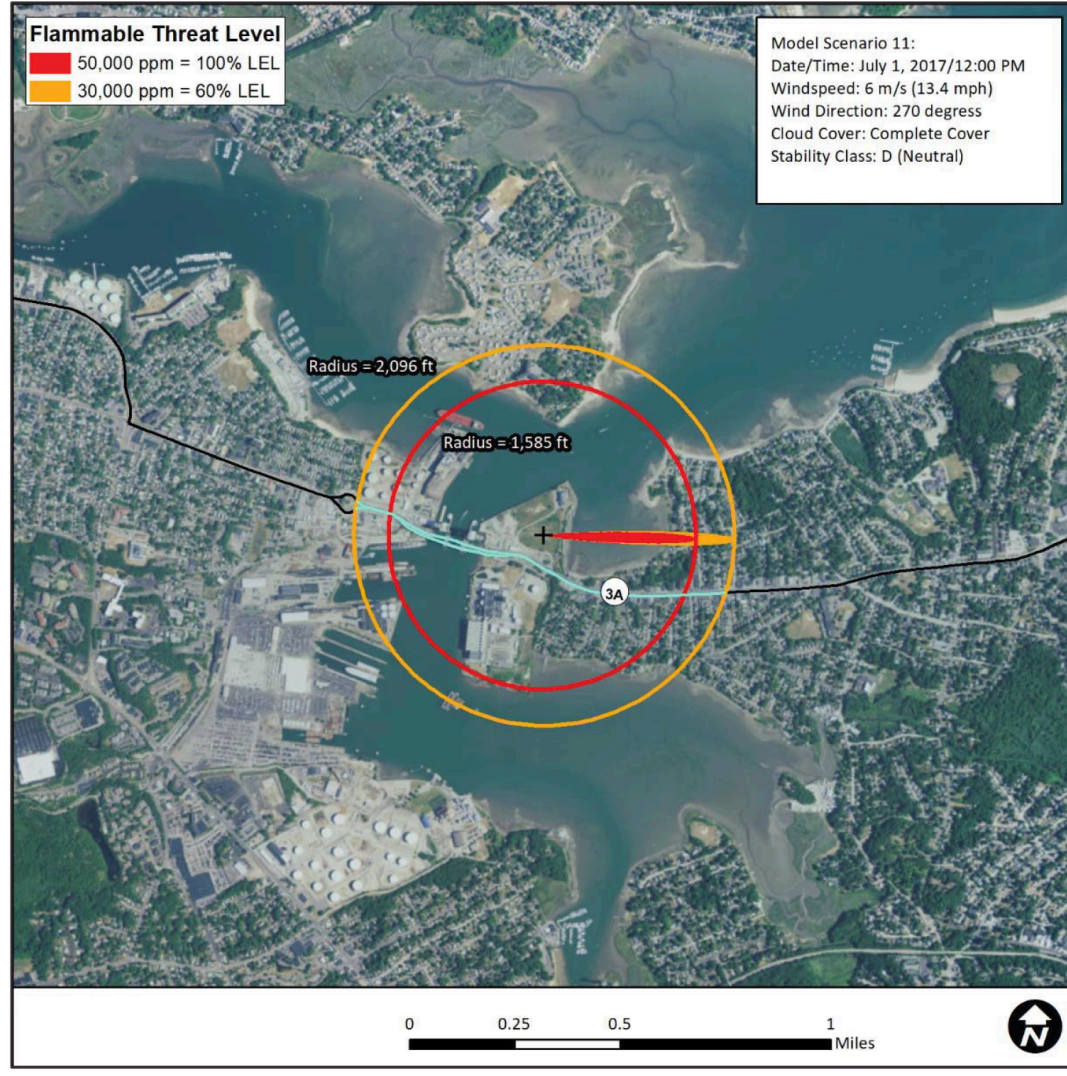 Flammable Threat Level
50,000 ppm = 100% LEL
30,000 ppm = 60% LEL
Model Scenario 11:
Date/Time: July 1, 2017/12:00 PM
Windspeed: 6 m/s (13.4 mph)
Wind Direction: 270 degress
Cloud Cover: Complete Cover
Stability Class: D (Neutral)
Radius = 2,096 ft
Radius = 1,585 ft
3A
0 0.25 0.5 1
Miles
N